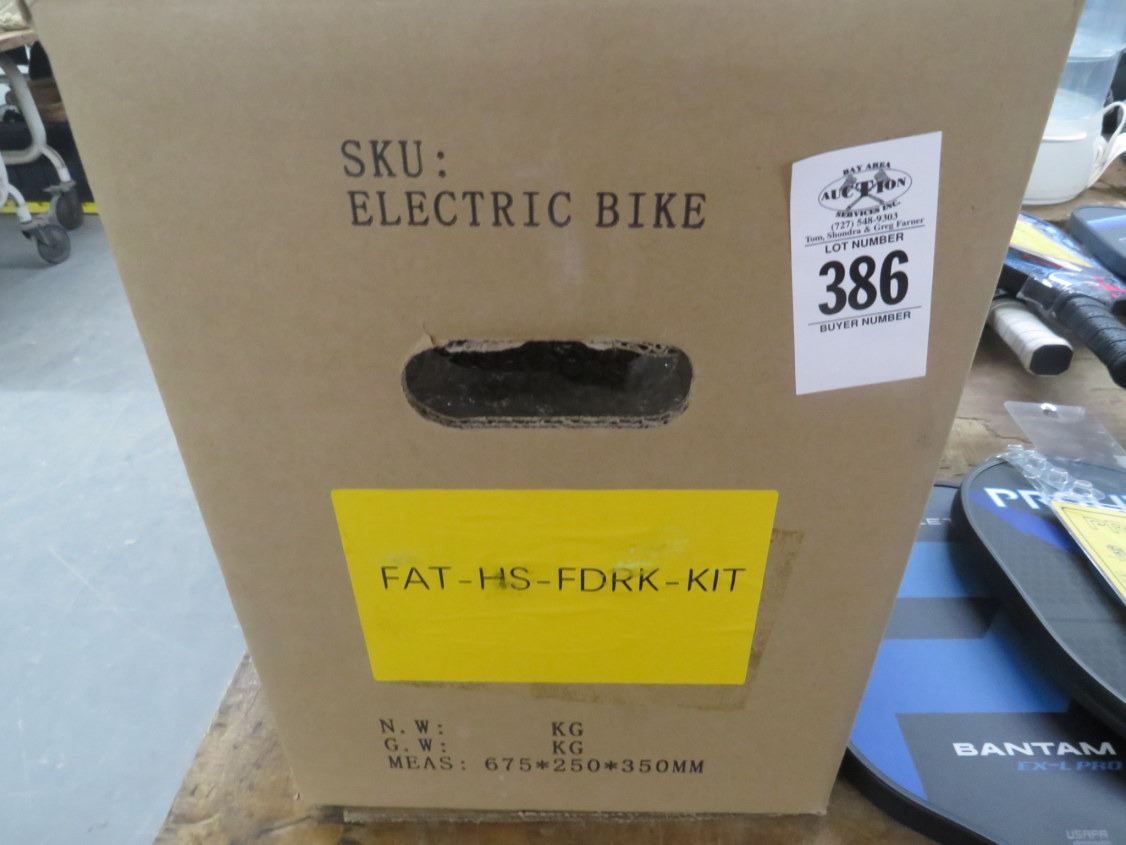 SKU:
ELECTRIC BIKE
BAY AREA
AUCTION
SERVICES INC.
(727) 548-9303
Tom, Shondra & Greg Farner
LOT NUMBER
386
BUYER NUMBER
FAT-HS-FDRK-KIT
N.W: KG
G.W: KG
MEAS: 675*250*350MM
BANTAM
EX-L PRO
USAPA